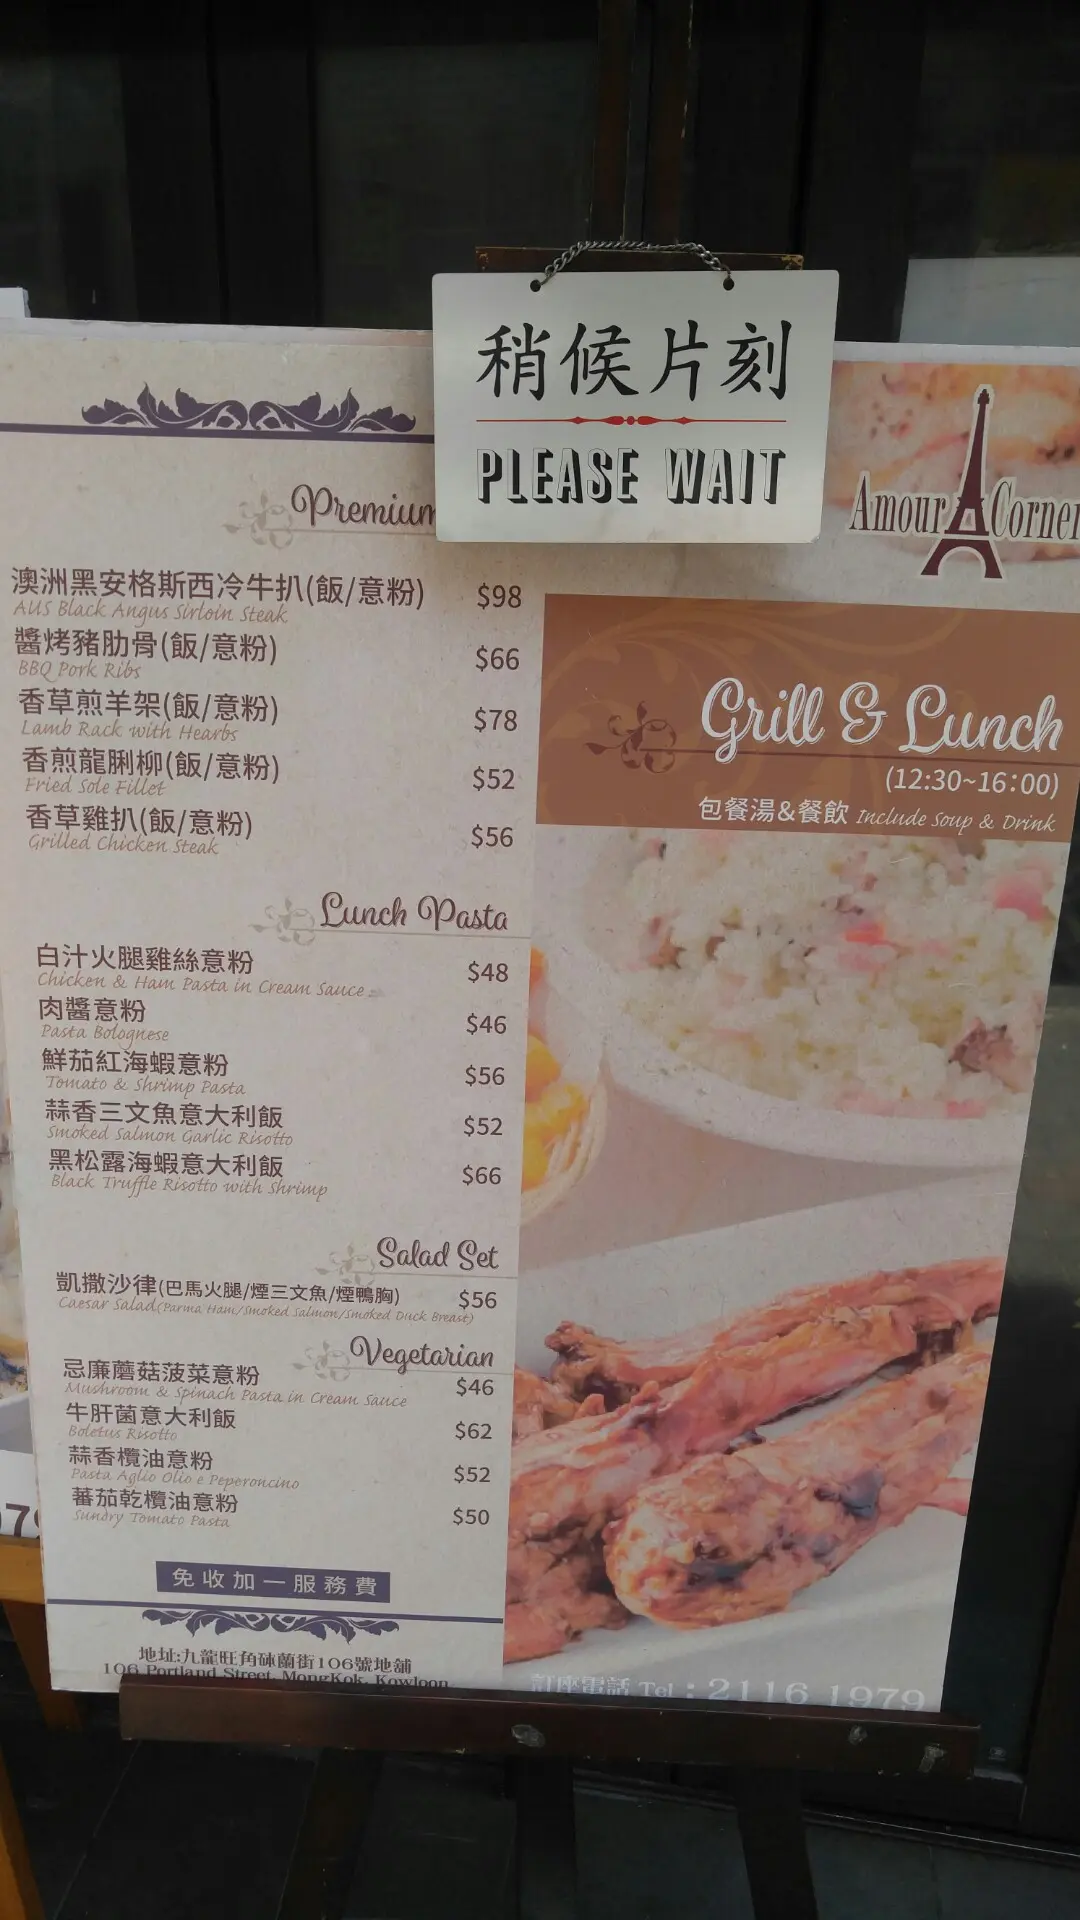 稍候片刻
PLEASE WAIT
Amour Corner
Premium
澳洲黑安格斯西冷牛扒(飯/意粉) $98
AUS Black Angus Sirloin Steak
醬烤豬肋骨(飯/意粉) $66
BBQ Pork Ribs
香草煎羊架(飯/意粉) $78
Lamb Rack with Hearbs
香煎龍脷柳(飯/意粉) $52
Fried Sole Fillet
香草雞扒(飯/意粉) $56
Grilled Chicken Steak
Lunch Pasta
白汁火腿雞絲意粉 $48
Chicken & Ham Pasta in Cream Sauce
肉醬意粉 $46
Pasta Bolognese
鮮茄紅海蝦意粉 $56
Tomato & Shrimp Pasta
蒜香三文魚意大利飯 $52
Smoked Salmon Garlic Risotto
黑松露海蝦意大利飯 $66
Black Truffle Risotto with Shrimp
Salad Set
凱撒沙律(巴馬火腿/煙三文魚/煙鴨胸) $56
Caesar Salad(Parma Ham/Smoked Salmon/Smoked Duck Breast)
Vegetarian
忌廉蘑菇菠菜意粉 $46
Mushroom & Spinach Pasta in Cream Sauce
牛肝菌意大利飯 $62
Boletus Risotto
蒜香欖油意粉 $52
Pasta Aglio Olio e Peperoncino
蕃茄乾欖油意粉 $50
Sundry Tomato Pasta
免收加一服務費
地址:九龍旺角砵蘭街106號地舖
106 Portland Street, MongKok, Kowloon
Grill & Lunch
(12:30~16:00)
包餐湯&餐飲 Include Soup & Drink
訂座電話 Tel : 2116 1979